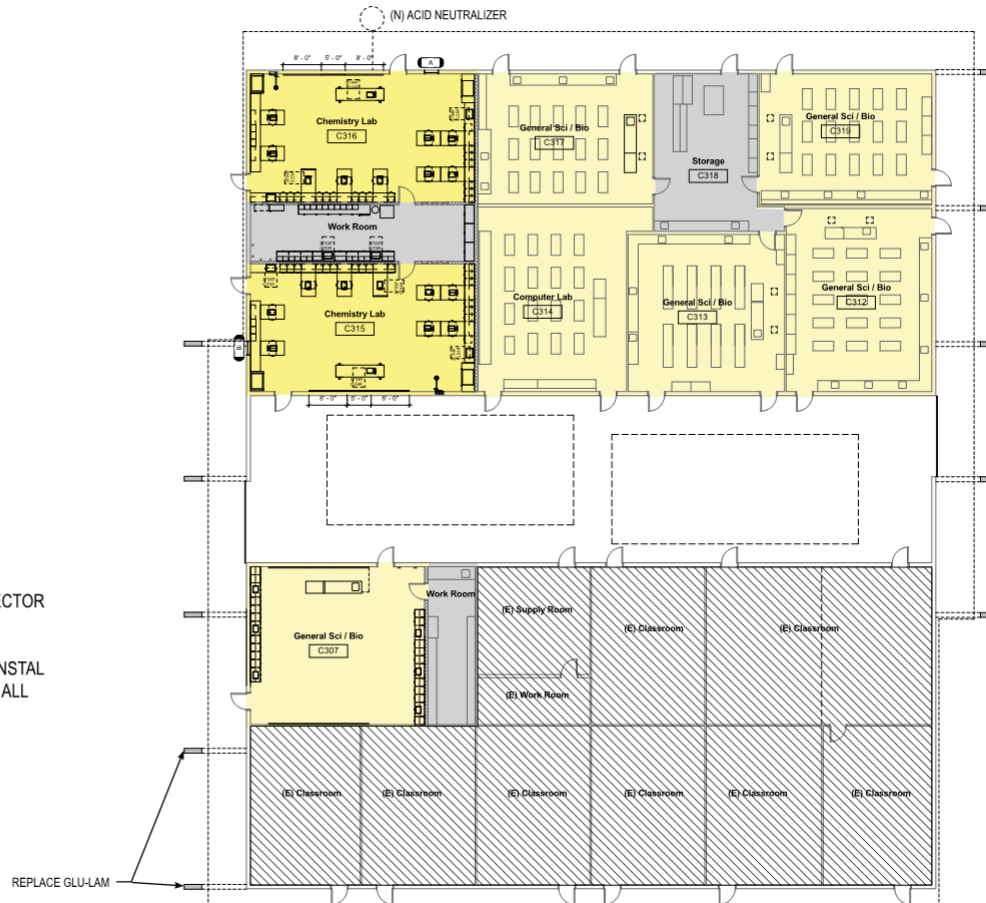 (N) ACID NEUTRALIZER
8' - 0" 5' - 0" 8' - 0"
A
Chemistry Lab
C316
General Sci / Bio
C317
Storage
C318
General Sci / Bio
C319
Work Room
Chemistry Lab
C315
Computer Lab
C314
General Sci / Bio
C313
General Sci / Bio
C312
8' - 0" 5' - 0" 8' - 0"
ECTOR
NSTAL
ALL
General Sci / Bio
C307
Work Room
(E) Supply Room
(E) Work Room
(E) Classroom
(E) Classroom
(E) Classroom
(E) Classroom
(E) Classroom
(E) Classroom
(E) Classroom
(E) Classroom
REPLACE GLU-LAM